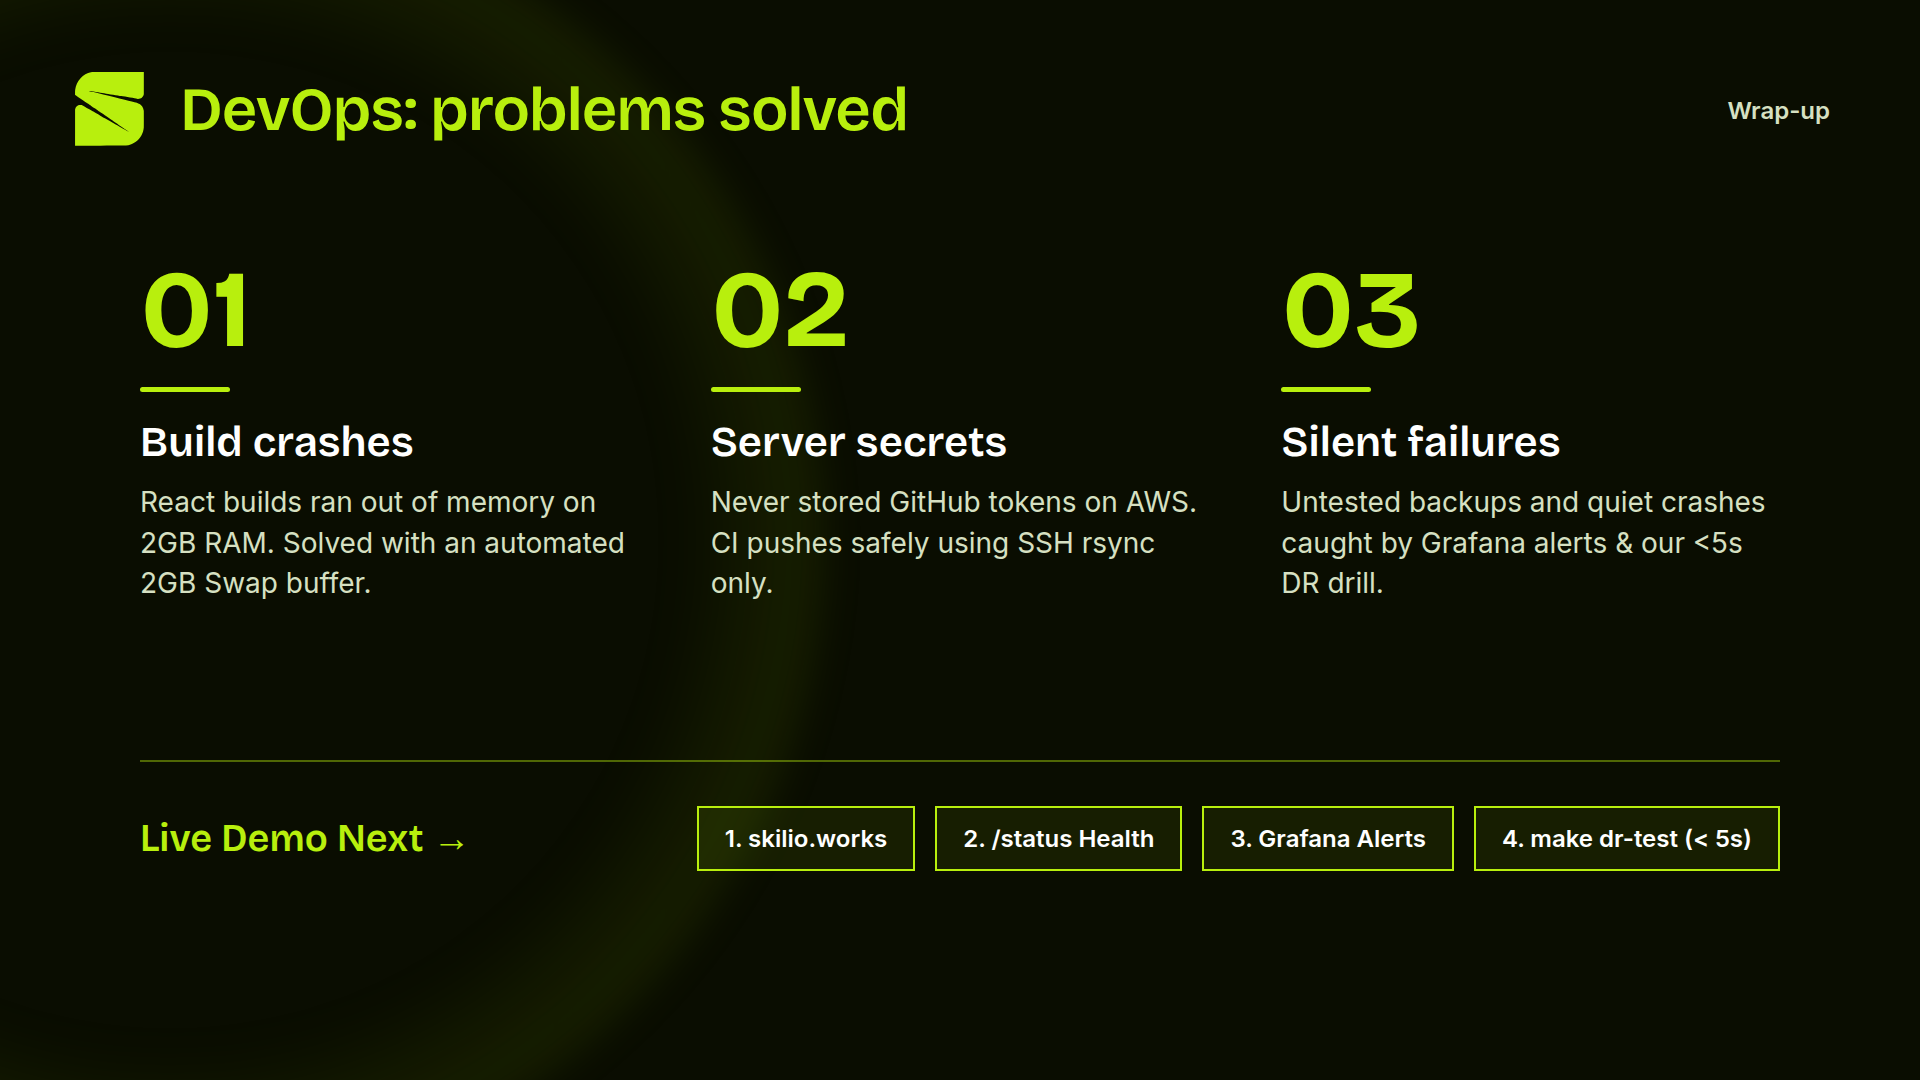 DevOps: problems solved
Wrap-up
01
Build crashes
React builds ran out of memory on
2GB RAM. Solved with an automated
2GB Swap buffer.
02
Server secrets
Never stored GitHub tokens on AWS.
CI pushes safely using SSH rsync
only.
03
Silent failures
Untested backups and quiet crashes
caught by Grafana alerts & our <5s
DR drill.
Live Demo Next →
1. skilio.works
2. /status Health
3. Grafana Alerts
4. make dr-test (< 5s)